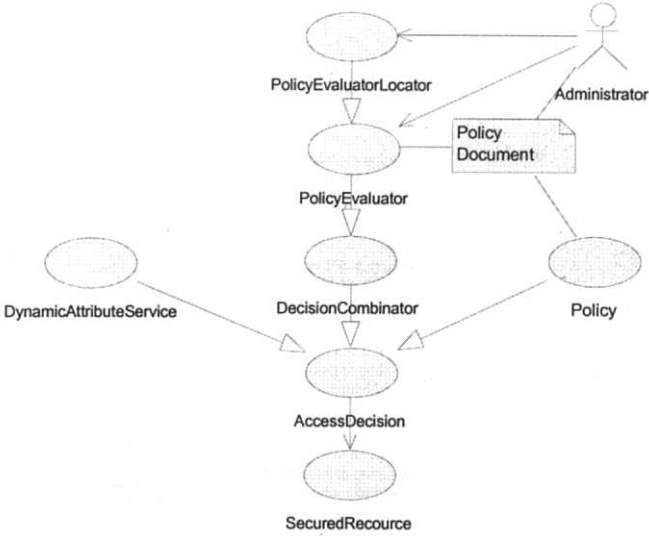 PolicyEvaluatorLocator
Administrator
Policy
Document
PolicyEvaluator
DynamicAttributeService
DecisionCombinator
Policy
AccessDecision
SecuredRecource